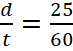 d/t = 25/60